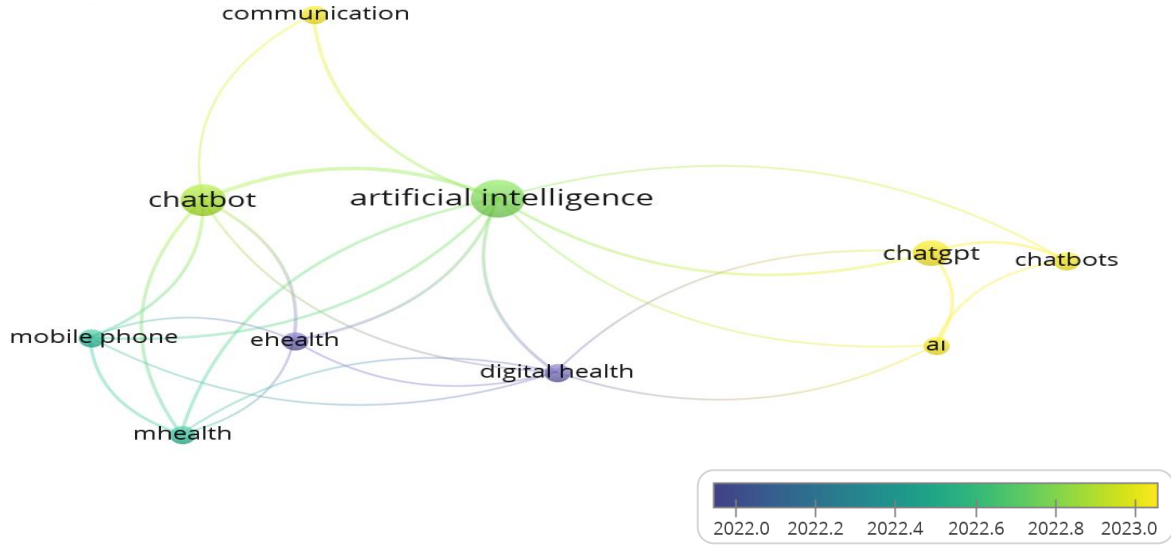 communication
chatbot
artificial intelligence
chatgpt
chatbots
mobile phone
ehealth
ai
digital health
mhealth
2022.0 2022.2 2022.4 2022.6 2022.8 2023.0